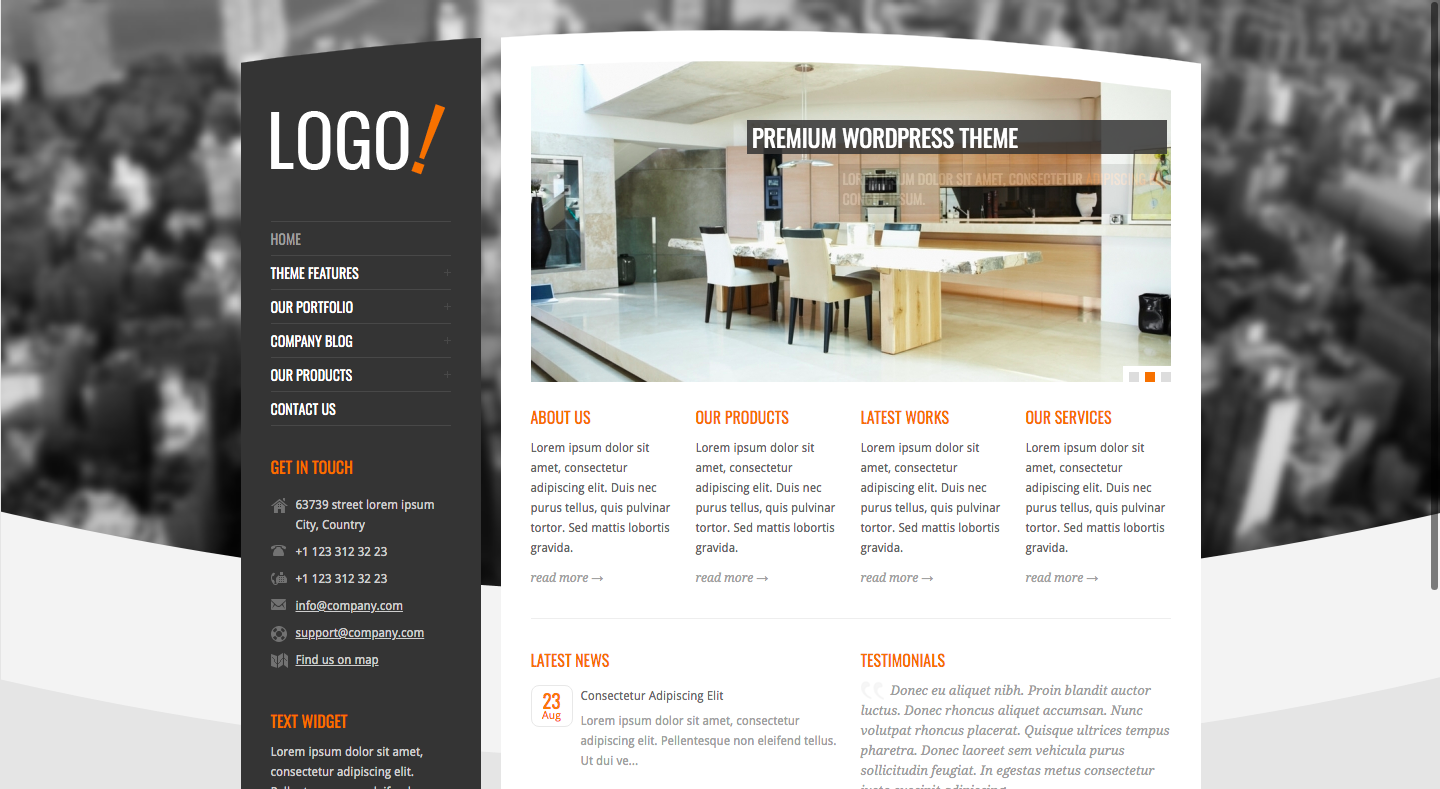 LOGO!
HOME
THEME FEATURES
OUR PORTFOLIO
COMPANY BLOG
OUR PRODUCTS
CONTACT US
GET IN TOUCH
63739 street lorem ipsum
City, Country
+1 123 312 32 23
+1 123 312 32 23
info@company.com
support@company.com
Find us on map
TEXT WIDGET
Lorem ipsum dolor sit amet,
consectetur adipiscing elit.
PREMIUM WORDPRESS THEME
LOREM IPSUM DOLOR SIT AMET, CONSECTETUR ADIPISCING
IPSUM.
ABOUT US
Lorem ipsum dolor sit
amet, consectetur
adipiscing elit. Duis nec
purus tellus, quis pulvinar
tortor. Sed mattis lobortis
gravida.
read more →
OUR PRODUCTS
Lorem ipsum dolor sit
amet, consectetur
adipiscing elit. Duis nec
purus tellus, quis pulvinar
tortor. Sed mattis lobortis
gravida.
read more →
LATEST WORKS
Lorem ipsum dolor sit
amet, consectetur
adipiscing elit. Duis nec
purus tellus, quis pulvinar
tortor. Sed mattis lobortis
gravida.
read more →
OUR SERVICES
Lorem ipsum dolor sit
amet, consectetur
adipiscing elit. Duis nec
purus tellus, quis pulvinar
tortor. Sed mattis lobortis
gravida.
read more →
LATEST NEWS
23
Aug
Consectetur Adipiscing Elit
Lorem ipsum dolor sit amet, consectetur
adipiscing elit. Pellentesque non eleifend tellus.
Ut dui ve...
TESTIMONIALS
Donec eu aliquet nibh. Proin blandit auctor
luctus. Donec rhoncus aliquet accumsan. Nunc
volutpat rhoncus placerat. Quisque ultrices tempus
pharetra. Donec laoreet sem vehicula purus
sollicitudin feugiat. In egestas metus consectetur